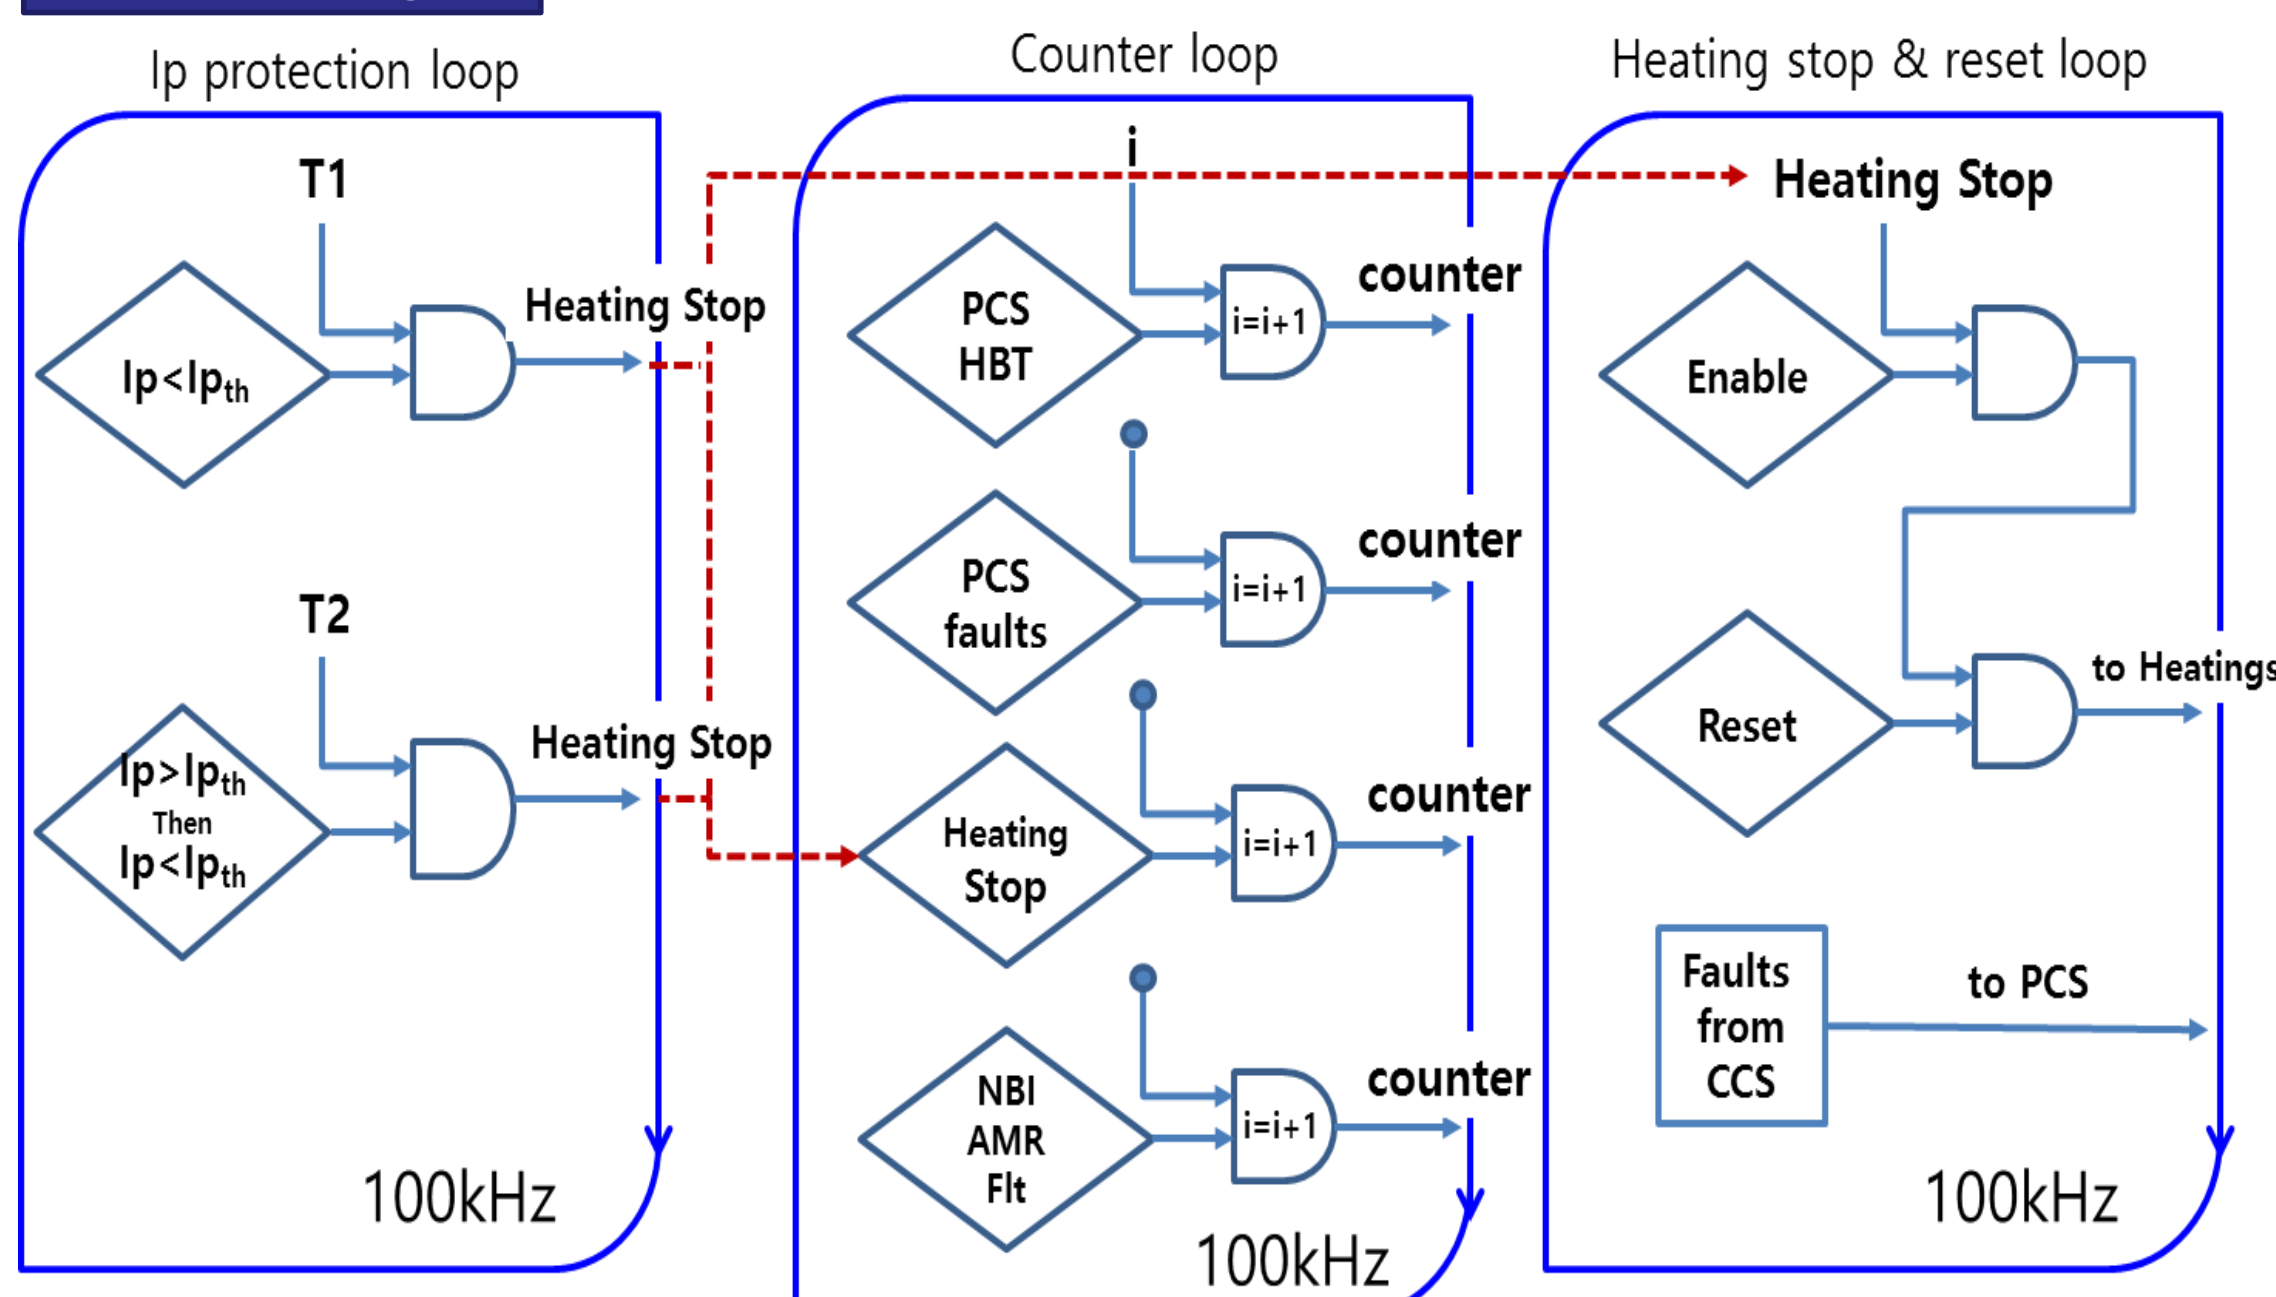 Ip protection loop
T1
Ip<Ipth
Heating Stop
T2
Ip>Ipth
Then
Ip<Ipth
Heating Stop
100kHz
Counter loop
i
PCS
HBT
i=i+1
counter
PCS
faults
i=i+1
counter
Heating
Stop
i=i+1
counter
NBI
AMR
Flt
i=i+1
counter
100kHz
Heating stop & reset loop
Heating Stop
Enable
Reset
to Heatings
Faults
from
CCS
to PCS
100kHz